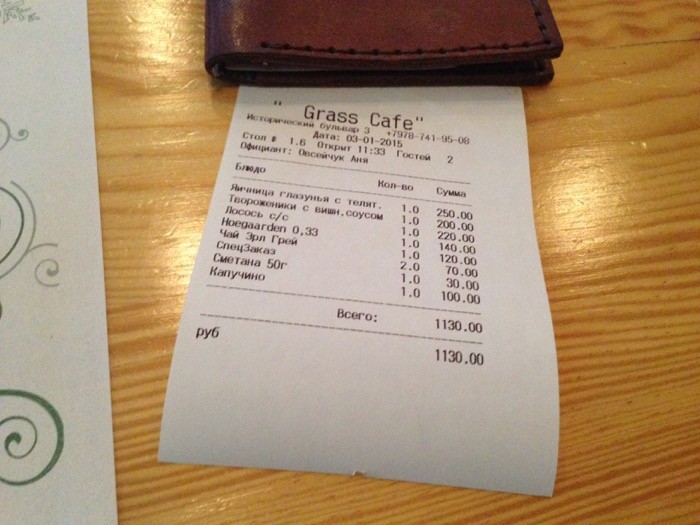 " Grass Cafe"
Исторический бульвар 3 +7978-741-95-08
Дата: 03-01-2015
Стол # 1.6 Открит 11:33 Гостей 2
Официант: Овсейчук Аня
Блюдо Кол-во Сумма
Яичница глазунья с телят. 1.0 250.00
Твороженики с вишн.соусом 1.0 200.00
Лосось с/с 1.0 220.00
Hoegaarden 0,33 1.0 140.00
Чай Эрл Грей 1.0 120.00
СпецЗаказ 2.0 70.00
Сметана 50г 1.0 30.00
Капучино 1.0 100.00
Всего: 1130.00
руб 1130.00